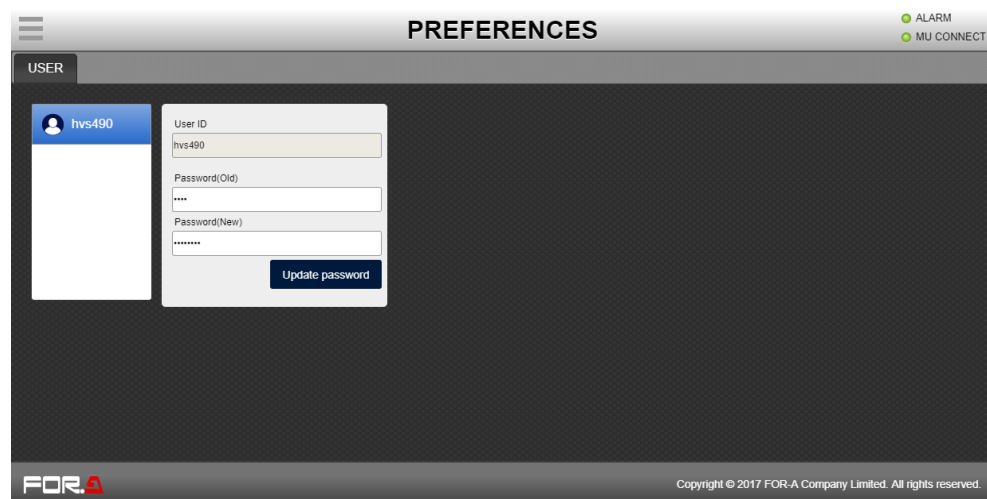 PREFERENCES
ALARM
MU CONNECT
USER
hvs490
User ID
hvs490
Password(Old)
••••
Password(New)
••••••••
Update password
FOR.A
Copyright © 2017 FOR-A Company Limited. All rights reserved.